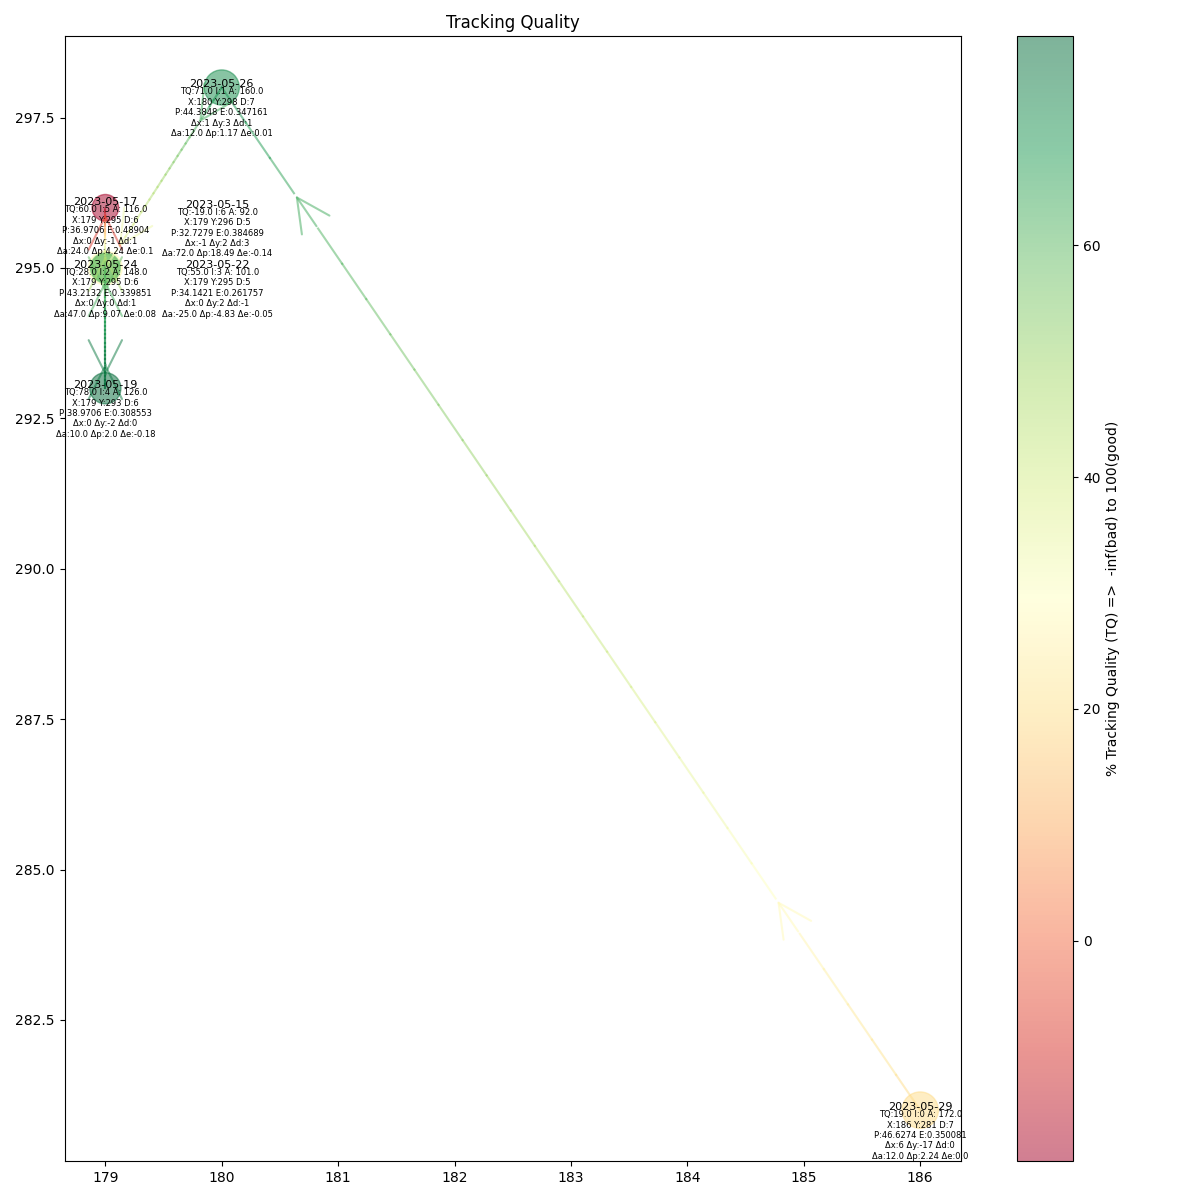 Tracking Quality
2023-05-26
TQ:71.0 I:1 A: 160.0
X:180 Y:298 D:7
P:44.3848 E:0.347161
Δx:1 Δy:3 Δd:1
Δa:12.0 Δp:1.17 Δe:0.01
2023-05-17
TQ:60.0 I:5 A: 116.0
X:179 Y:295 D:6
P:36.9706 E:0.48904
Δx:0 Δy:-1 Δd:1
Δa:24.0 Δp:4.24 Δe:0.1
2023-05-15
TQ:-19.0 I:6 A: 92.0
X:179 Y:296 D:5
P:32.7279 E:0.384689
Δx:-1 Δy:2 Δd:3
Δa:72.0 Δp:18.49 Δe:-0.14
2023-05-24
TQ:28.0 I:2 A: 148.0
X:179 Y:295 D:6
P:43.2132 E:0.339851
Δx:0 Δy:0 Δd:1
Δa:47.0 Δp:9.07 Δe:0.08
2023-05-22
TQ:55.0 I:3 A: 101.0
X:179 Y:295 D:5
P:34.1421 E:0.261757
Δx:0 Δy:2 Δd:-1
Δa:-25.0 Δp:-4.83 Δe:-0.05
2023-05-19
TQ:78.0 I:4 A: 126.0
X:179 Y:293 D:6
P:38.9706 E:0.308553
Δx:0 Δy:-2 Δd:0
Δa:10.0 Δp:2.0 Δe:-0.18
2023-05-29
TQ:19.0 I:0 A: 172.0
X:186 Y:281 D:7
P:46.6274 E:0.350081
Δx:6 Δy:-17 Δd:0
Δa:12.0 Δp:2.24 Δe:0.0
297.5
295.0
292.5
290.0
287.5
285.0
282.5
179 180 181 182 183 184 185 186
60
40
20
0
% Tracking Quality (TQ) => -inf(bad) to 100(good)